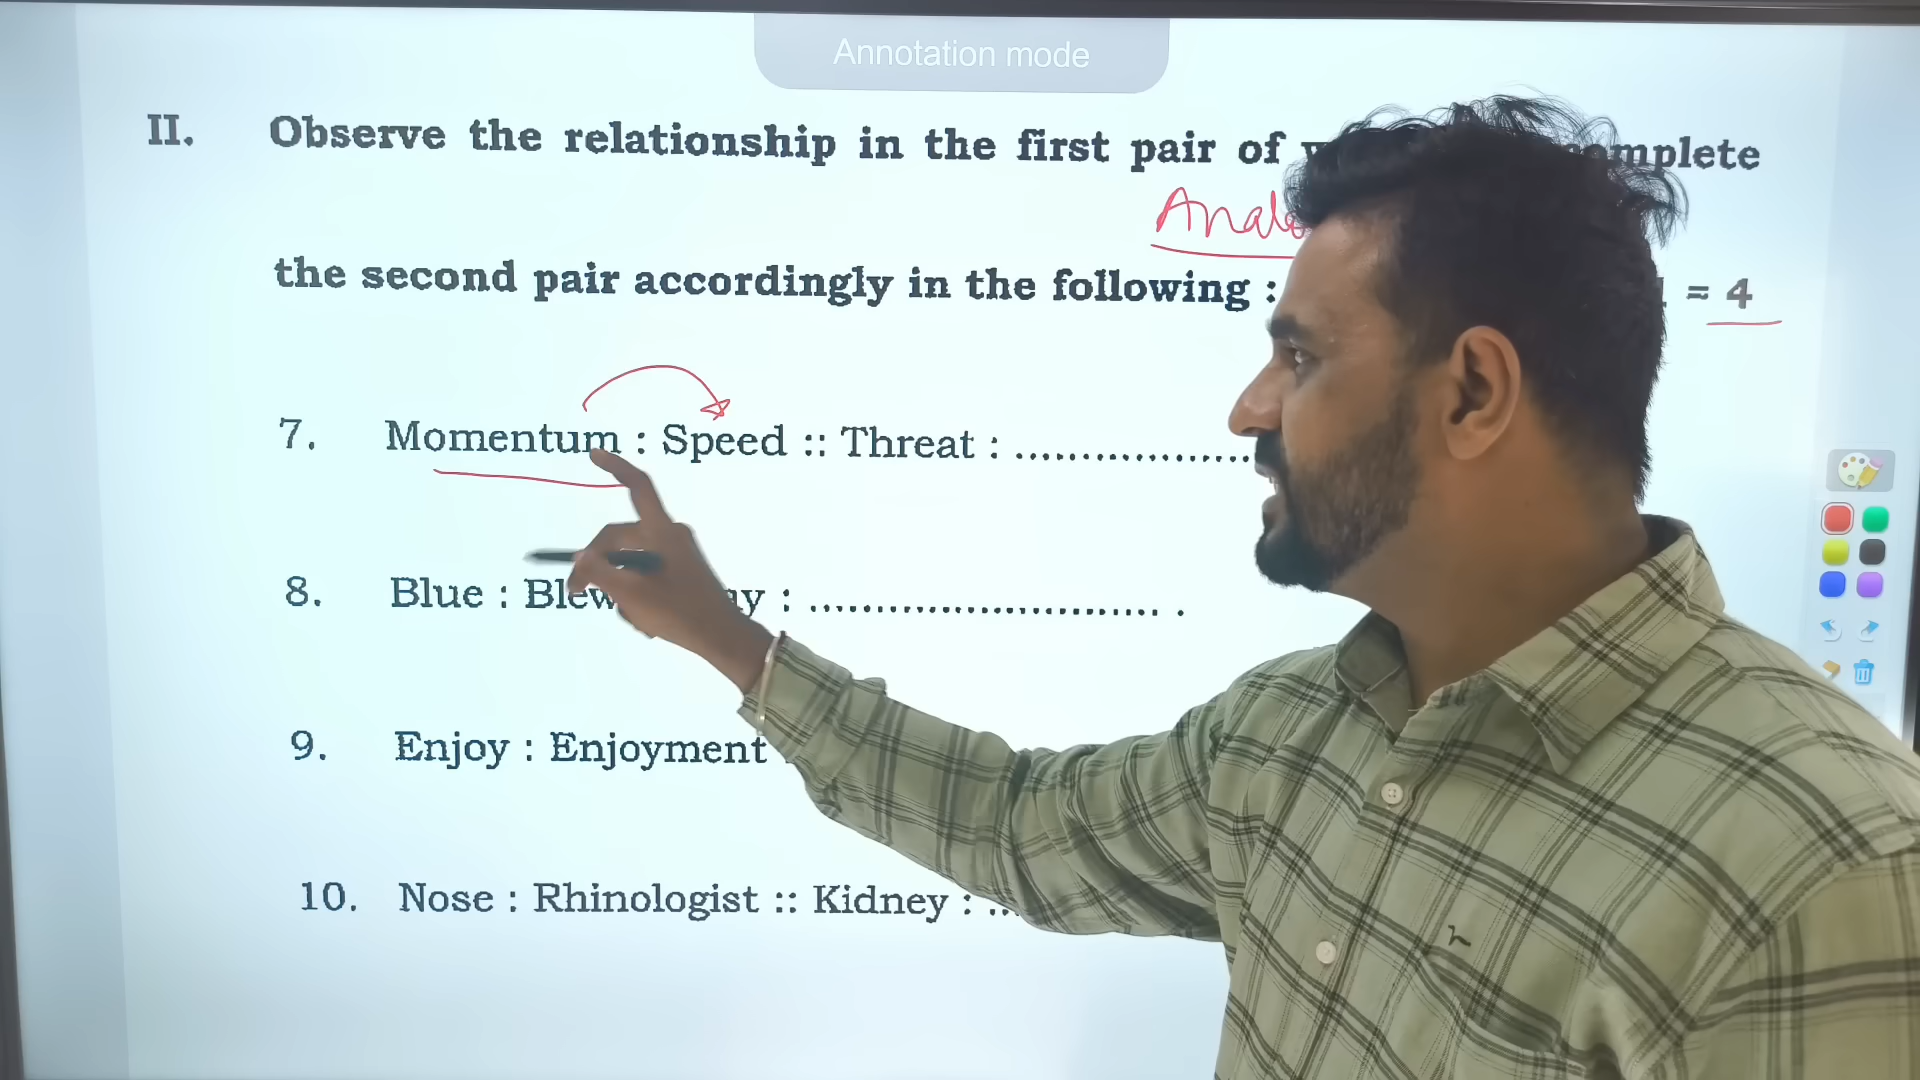 Annotation mode
II. Observe the relationship in the first pair of
the second pair accordingly in the following : = 4
7. Momentum : Speed :: Threat : ..................
8. Blue : Blew : ........................... .
9. Enjoy : Enjoyment
10. Nose : Rhinologist :: Kidney : ...